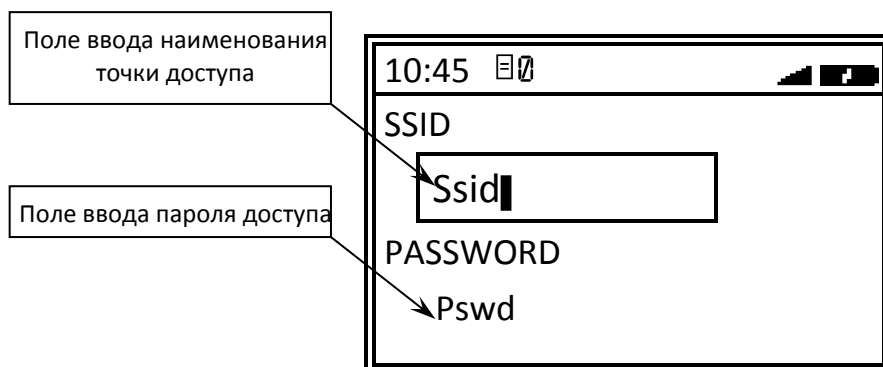 Поле ввода наименования
точки доступа
Поле ввода пароля доступа
10:45
SSID
Ssid
PASSWORD
Pswd